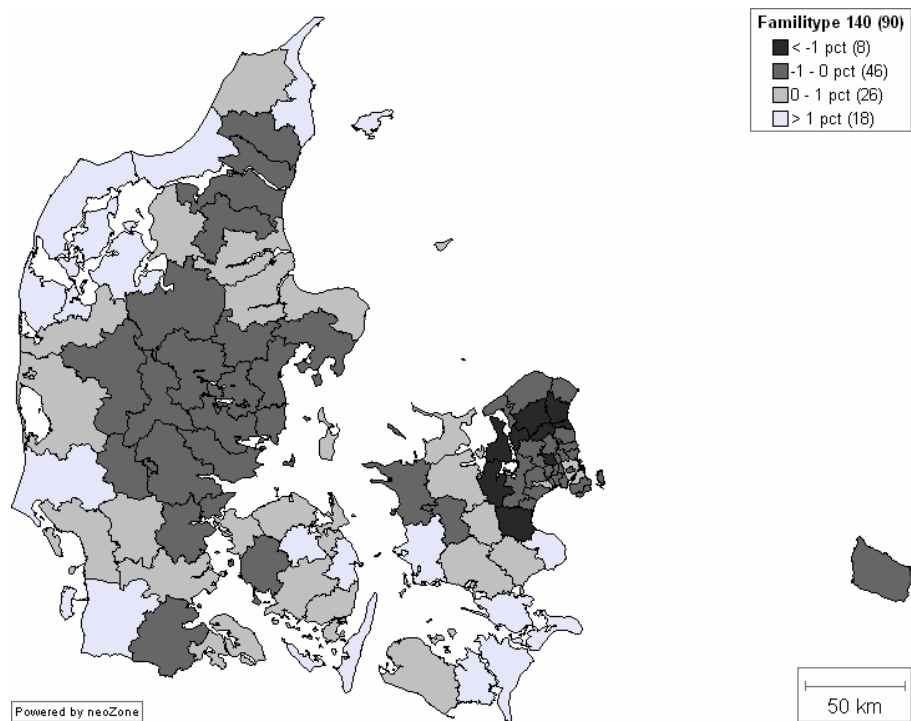 Familitype 140 (90)
< -1 pct (8)
-1 - 0 pct (46)
0 - 1 pct (26)
> 1 pct (18)
50 km
Powered by neoZone